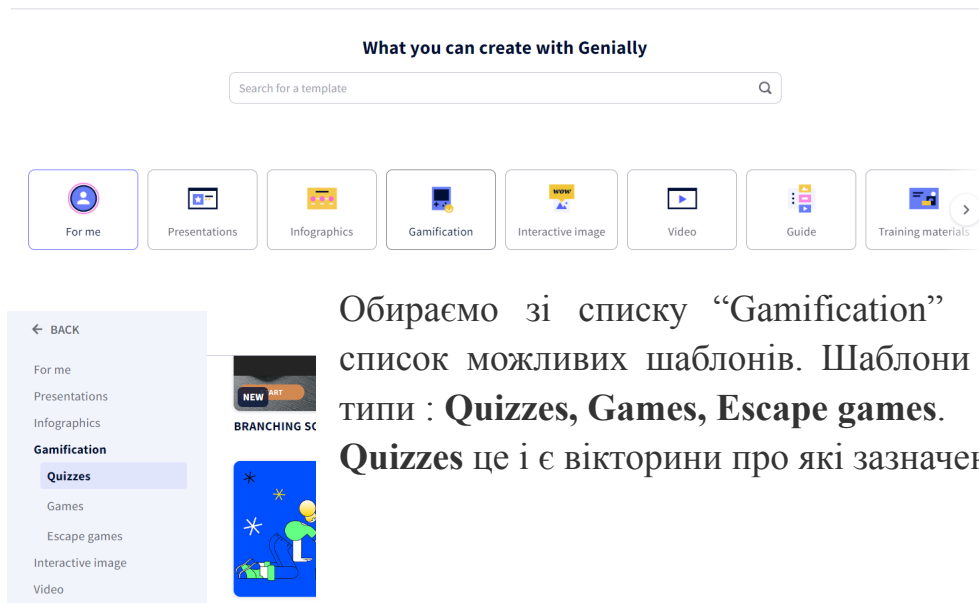 What you can create with Genially
Search for a template
For me
Presentations
Infographics
Gamification
Interactive image
Video
Guide
Training materials
← BACK
For me
Presentations
Infographics
Gamification
Quizzes
Games
Escape games
Interactive image
Video
NEW
ART
BRANCHING SC
Обираємо зі списку “Gamification”
список можливих шаблонів. Шаблони
типи : Quizzes, Games, Escape games.
Quizzes це і є вікторини про які зазначен